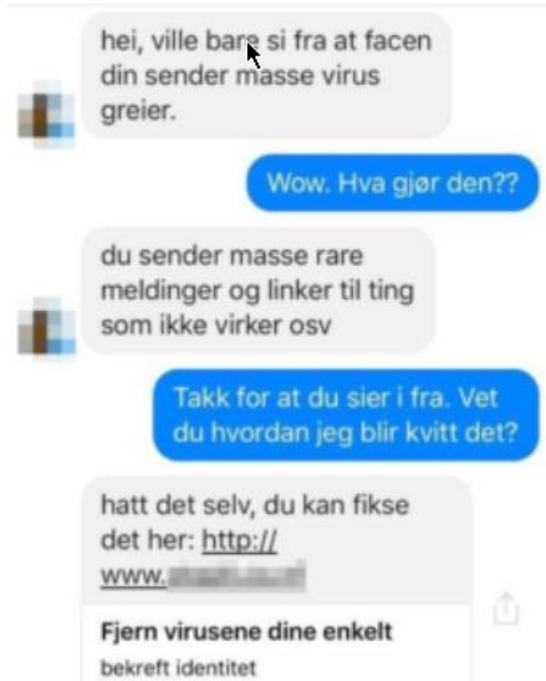 hei, ville bare si fra at facen
din sender masse virus
greier.
Wow. Hva gjør den??
du sender masse rare
meldinger og linker til ting
som ikke virker osv
Takk for at du sier i fra. Vet
du hvordan jeg blir kvitt det?
hatt det selv, du kan fikse
det her: http://
www.
Fjern virusene dine enkelt
bekreft identitet